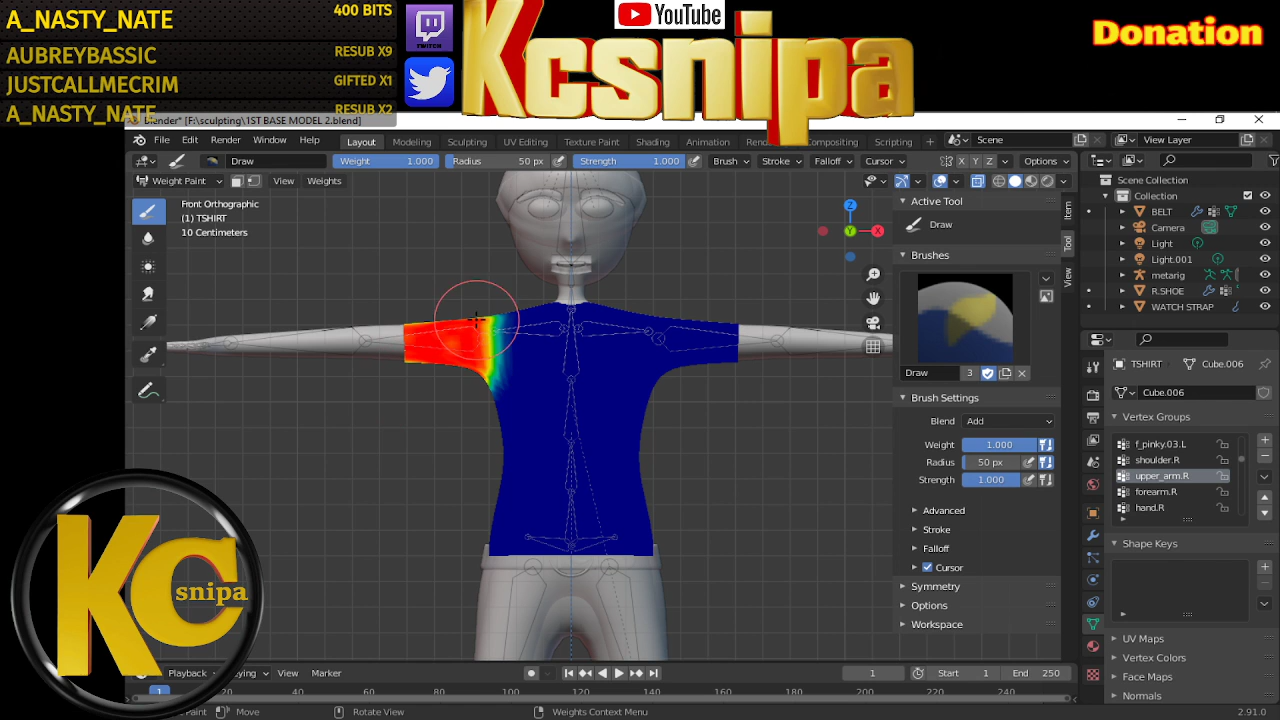 A_NASTY_NATE 400 BITS
AUBREYBASSIC RESUB X9
JUSTCALLMECRIM GIFTED X1
A_NASTY_NATE RESUB X2
TWITCH
YouTube
Kcsnipa
Donation
Blender* [F:\sculpting\1ST BASE MODEL 2.blend]
File Edit Render Window Help Layout Modeling Sculpting UV Editing Texture Paint Shading Animation Compositing Scripting + Scene View Layer
Draw Weight 1.000 Radius 50 px Strength 1.000 Brush Stroke Falloff Cursor X Y Z Options
Weight Paint View Weights
Front Orthographic
(1) TSHIRT
10 Centimeters
Z
Y
X
Active Tool
Draw
Brushes
Draw 3
Brush Settings
Blend Add
Weight 1.000
Radius 50 px
Strength 1.000
Advanced
Stroke
Falloff
Cursor
Symmetry
Options
Workspace
Item
Tool
View
Scene Collection
Collection
BELT
Camera
Light
Light.001
metarig
R.SHOE
WATCH STRAP
TSHIRT Cube.006
Cube.006
Vertex Groups
f_pinky.03.L
shoulder.R
upper_arm.R
forearm.R
hand.R
Shape Keys
UV Maps
Vertex Colors
Face Maps
Normals
KC snipa
Playback View Marker 1 Start 1 End 250
1 20 40 60 80 100 120 140 160 180 200 220 240
Paint Move Rotate View Weights Context Menu 2.91.0